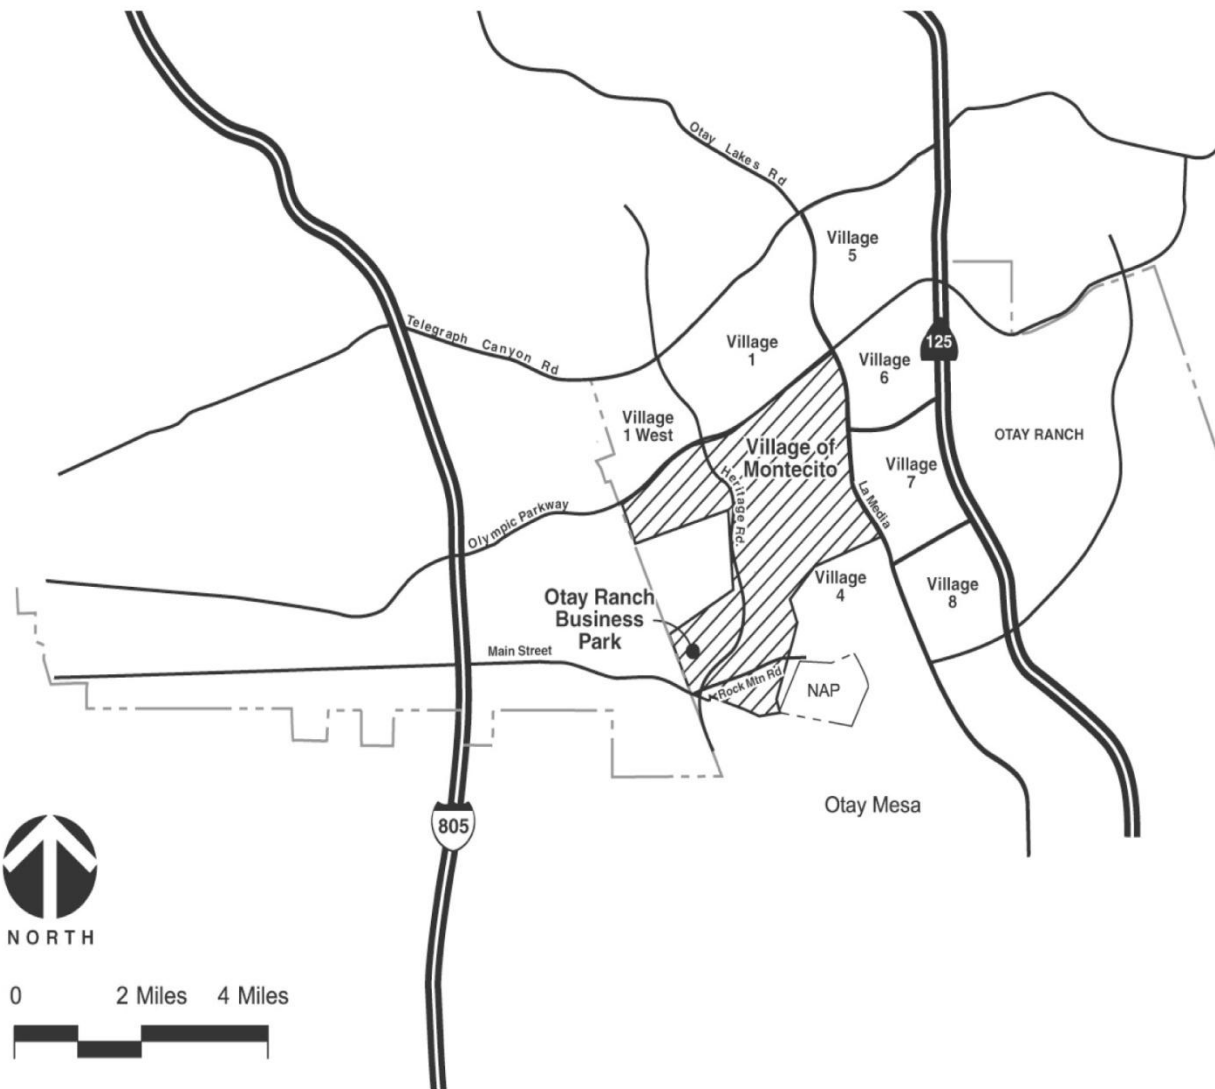 Otay Lakes Rd
Village
5
125
Telegraph Canyon Rd
Village
1
Village
6
Village
1 West
OTAY RANCH
Village of
Montecito
Village
7
Heritage Rd.
La Media
Olympic Parkway
Village
4
Village
8
Otay Ranch
Business
Park
Main Street
Rock Mtn Rd
NAP
Otay Mesa
805
NORTH
0 2 Miles 4 Miles